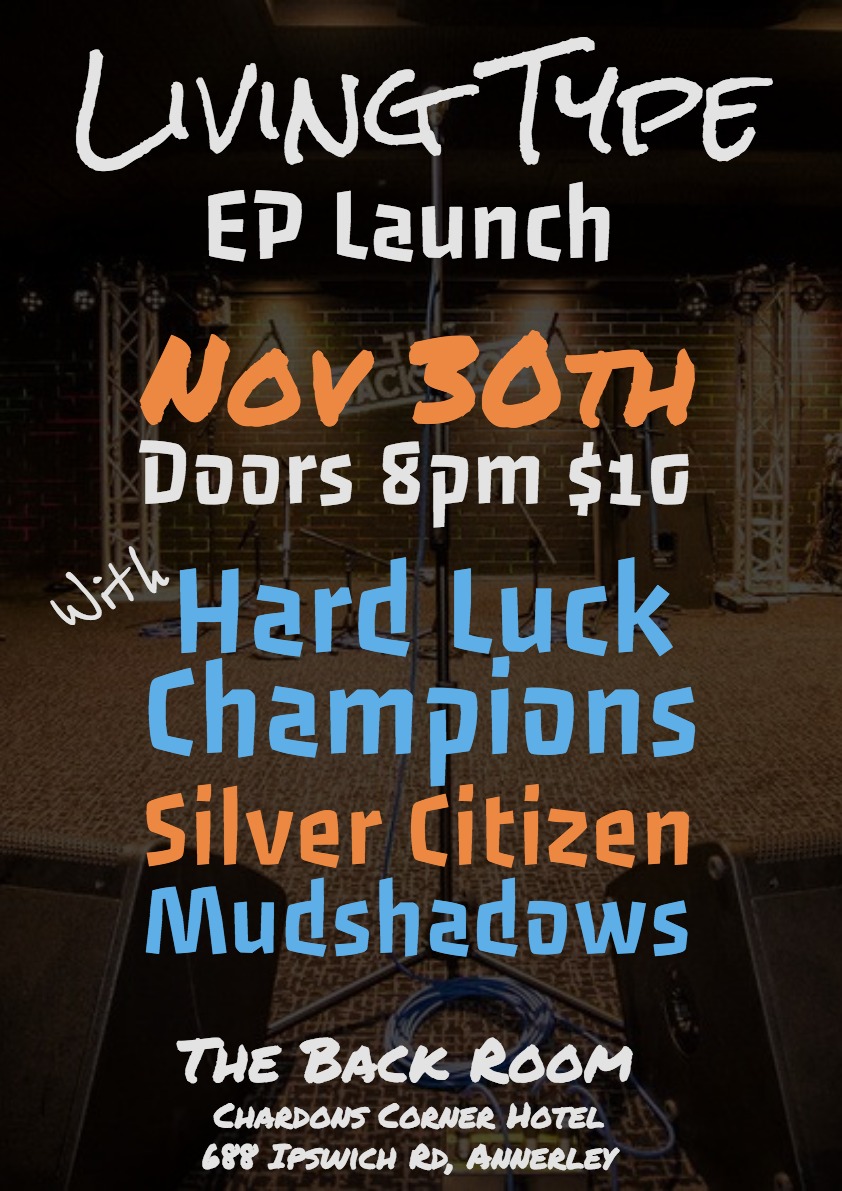 Living Type
EP Launch
Nov 30th
Doors 8pm $10
With
Hard Luck
Champions
Silver Citizen
Mudshadows
The Back Room
Chardons Corner Hotel
688 Ipswich Rd, Annerley